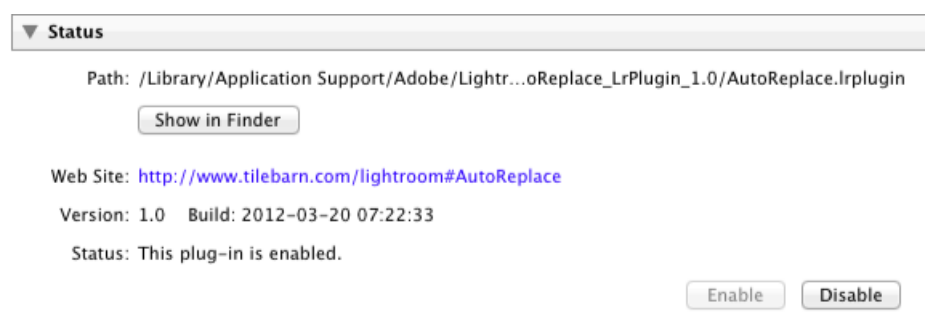 Status
Path: /Library/Application Support/Adobe/Lightr...oReplace_LrPlugin_1.0/AutoReplace.lrplugin
Show in Finder
Web Site: http://www.tilebarn.com/lightroom#AutoReplace
Version: 1.0 Build: 2012-03-20 07:22:33
Status: This plug-in is enabled.
Enable Disable